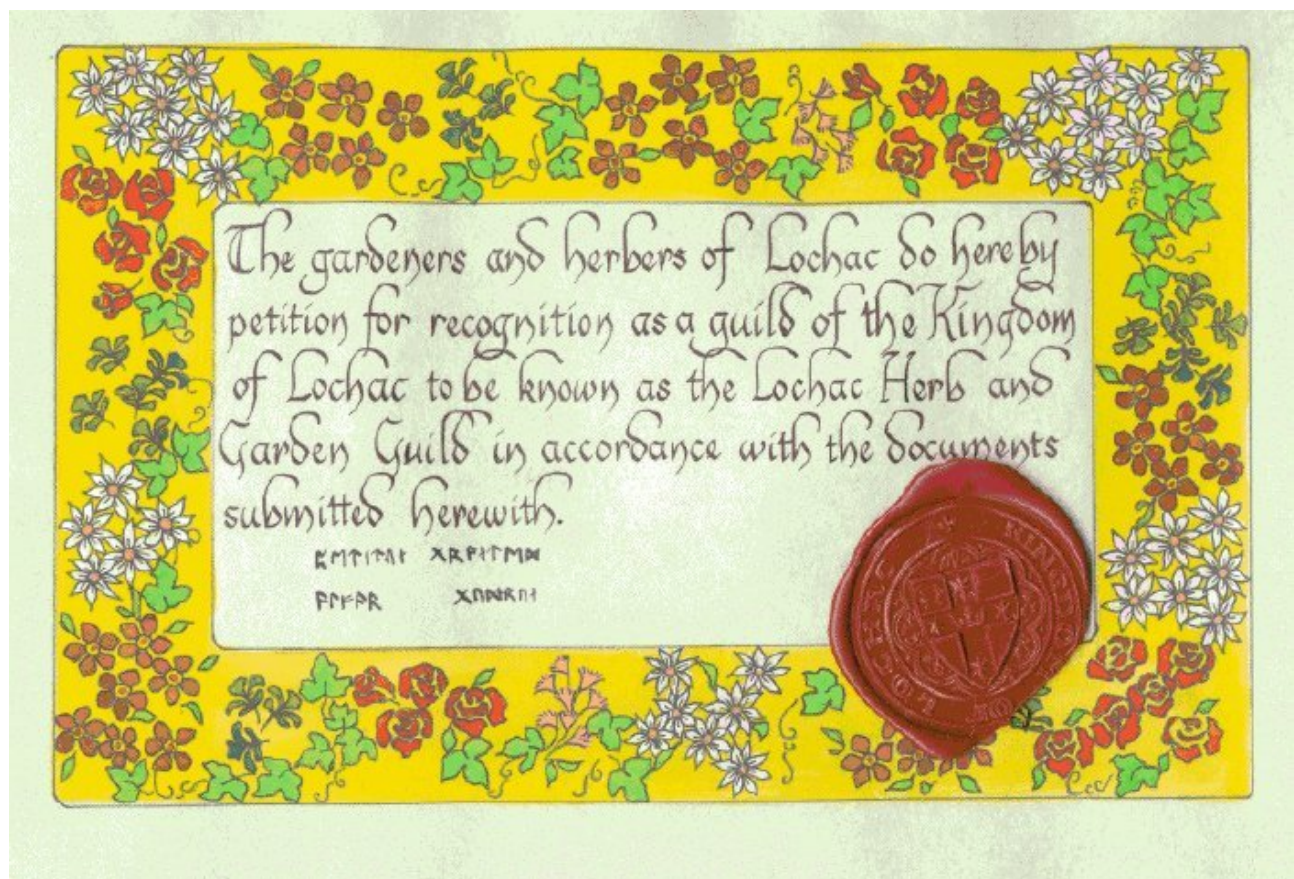 The gardeners and herbers of Lochac do hereby
petition for recognition as a guild of the Kingdom
of Lochac to be known as the Lochac Herb and
Garden Guild in accordance with the documents
submitted herewith.
ᚷᚱᚨᚾᛏᛖᛞ